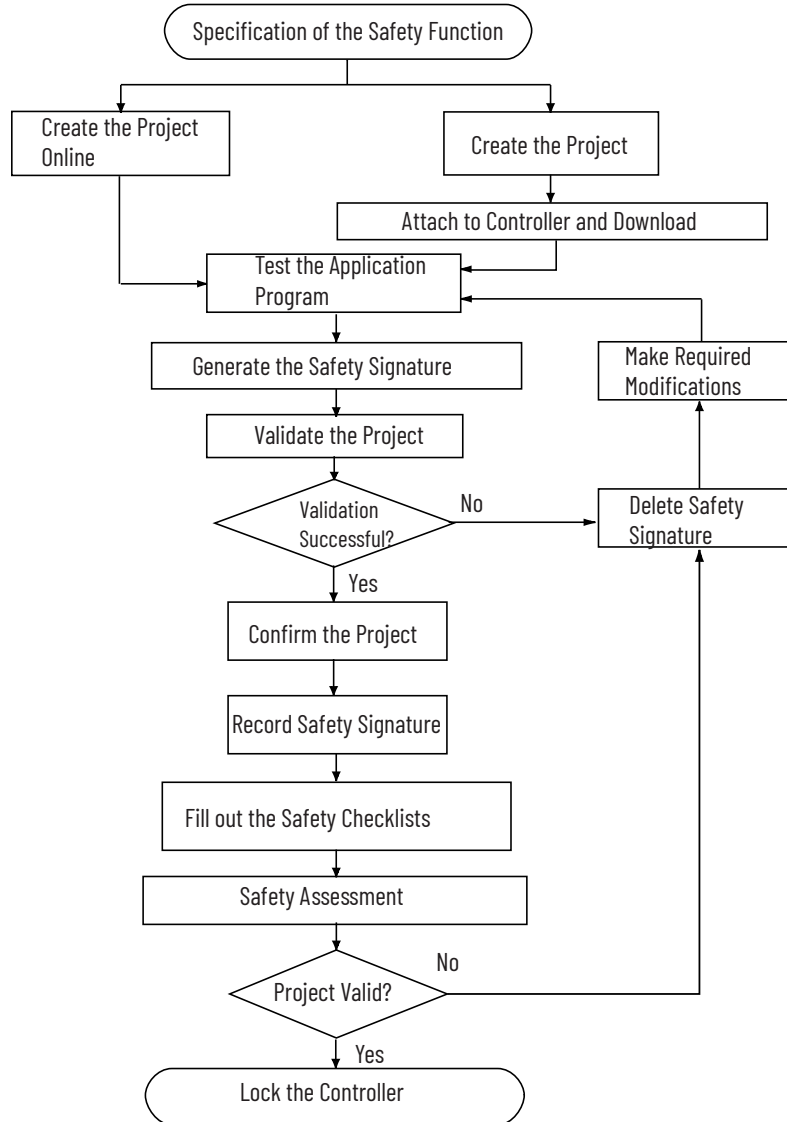 Specification of the Safety Function
Create the Project
Online
Create the Project
Attach to Controller and Download
Test the Application
Program
Generate the Safety Signature
Make Required
Modifications
Validate the Project
Validation
Successful?
No
Delete Safety
Signature
Yes
Confirm the Project
Record Safety Signature
Fill out the Safety Checklists
Safety Assessment
Project Valid?
No
Yes
Lock the Controller